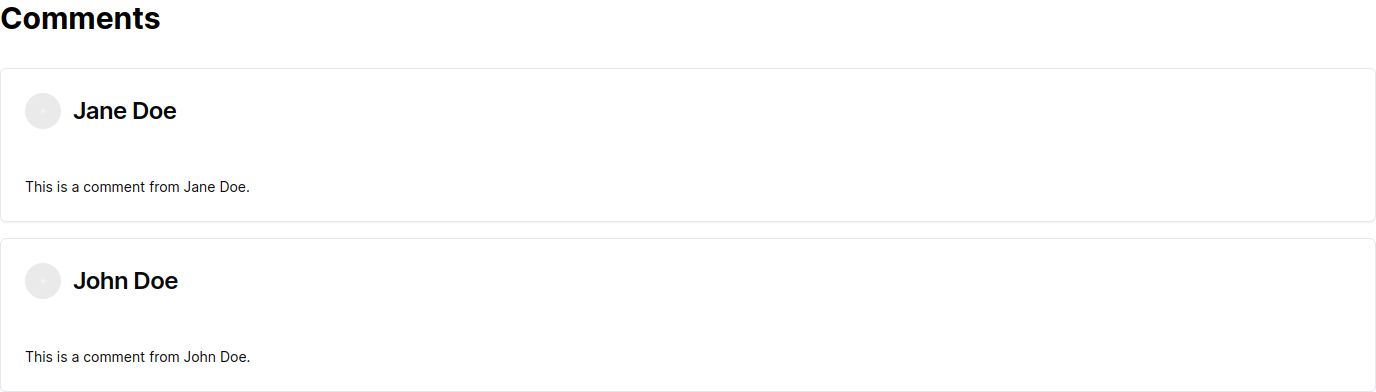 Comments
Jane Doe
This is a comment from Jane Doe.
John Doe
This is a comment from John Doe.